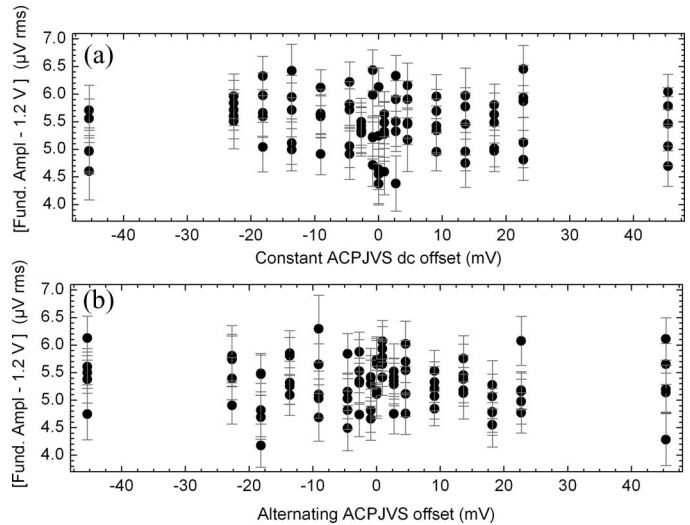 (a)
[Fund. Ampl - 1.2 V ] (µV rms)
7.0
6.5
6.0
5.5
5.0
4.5
4.0
-40 -30 -20 -10 0 10 20 30 40
Constant ACPJVS dc offset (mV)
(b)
[Fund. Ampl - 1.2 V ] (µV rms)
7.0
6.5
6.0
5.5
5.0
4.5
4.0
-40 -30 -20 -10 0 10 20 30 40
Alternating ACPJVS offset (mV)